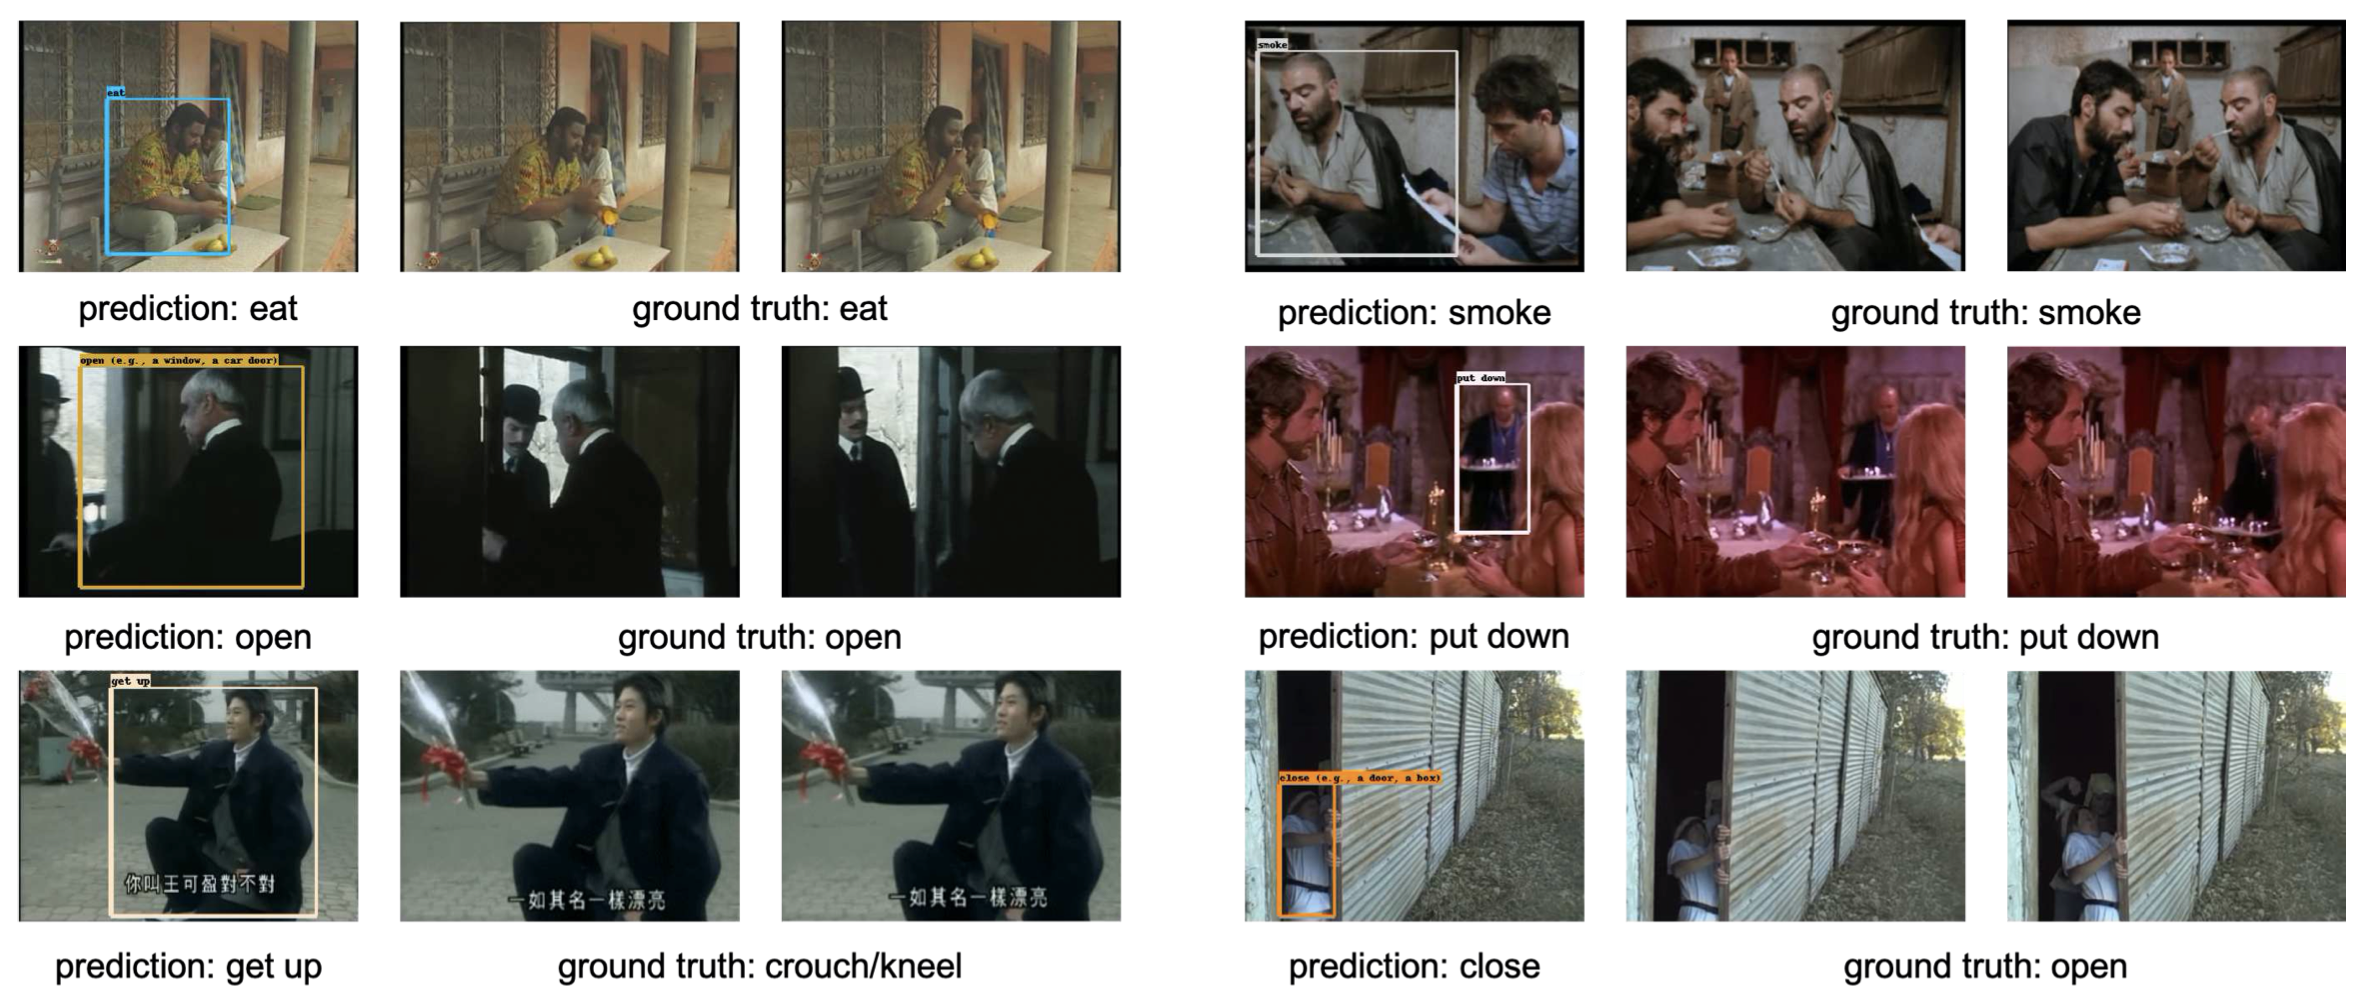 eat
smoke
prediction: eat
ground truth: eat
prediction: smoke
ground truth: smoke
open (e.g., a window, a car door)
put down
prediction: open
ground truth: open
prediction: put down
ground truth: put down
get up
你叫王可盈對不對
一如其名一樣漂亮
一如其名一樣漂亮
close (e.g., a door, a box)
prediction: get up
ground truth: crouch/kneel
prediction: close
ground truth: open